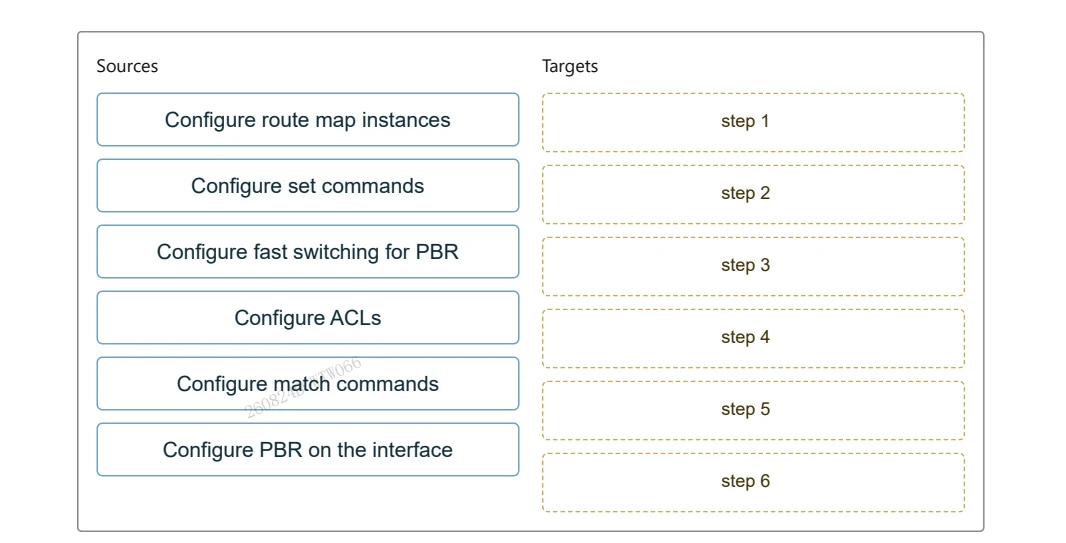 Sources
Targets
Configure route map instances
step 1
Configure set commands
step 2
Configure fast switching for PBR
step 3
Configure ACLs
step 4
Configure match commands
step 5
Configure PBR on the interface
step 6